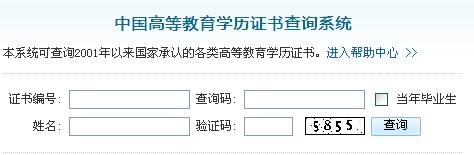 中国高等教育学历证书查询系统
本系统可查询2001年以来国家承认的各类高等教育学历证书。进入帮助中心 >>
证书编号: 查询码: 当年毕业生
姓名: 验证码: 5855 查询